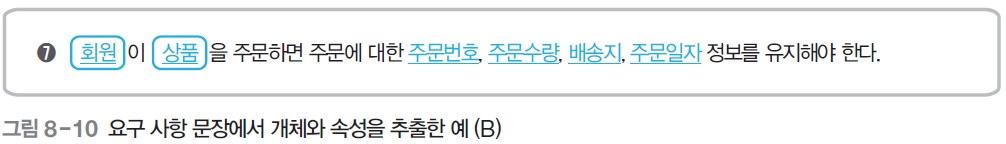 ❼ 회원이 상품을 주문하면 주문에 대한 주문번호, 주문수량, 배송지, 주문일자 정보를 유지해야 한다.
그림 8-10 요구 사항 문장에서 개체와 속성을 추출한 예 (B)